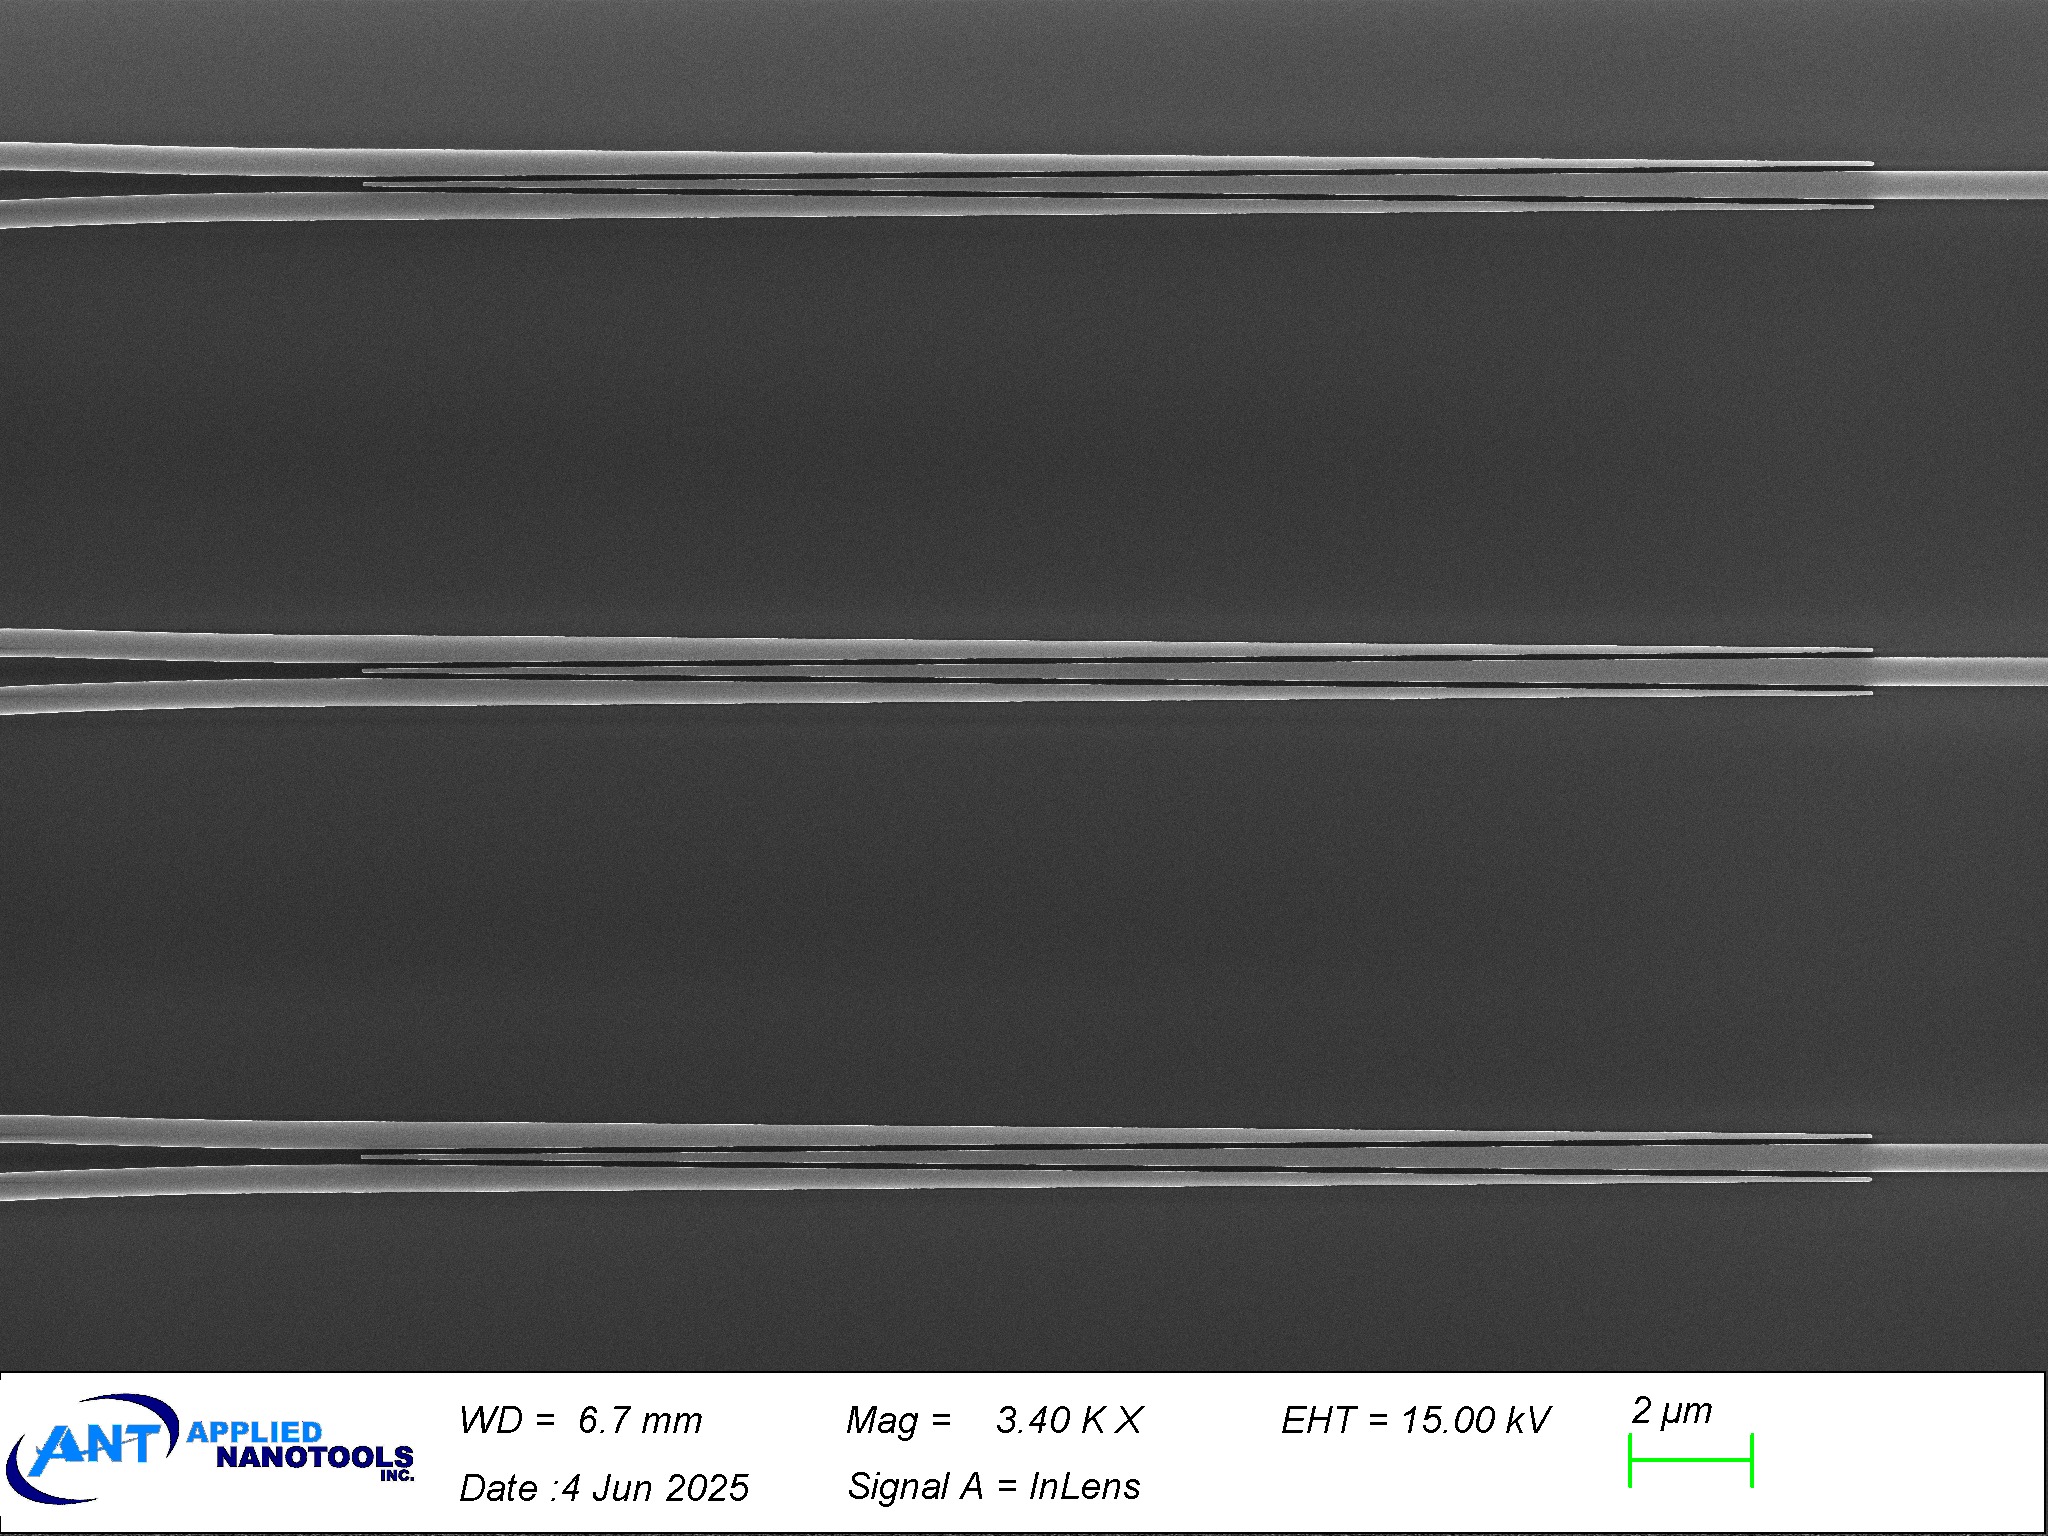 ANT APPLIED
NANOTOOLS
INC.
WD = 6.7 mm
Mag = 3.40 K X
EHT = 15.00 kV
2 µm
Date :4 Jun 2025
Signal A = InLens